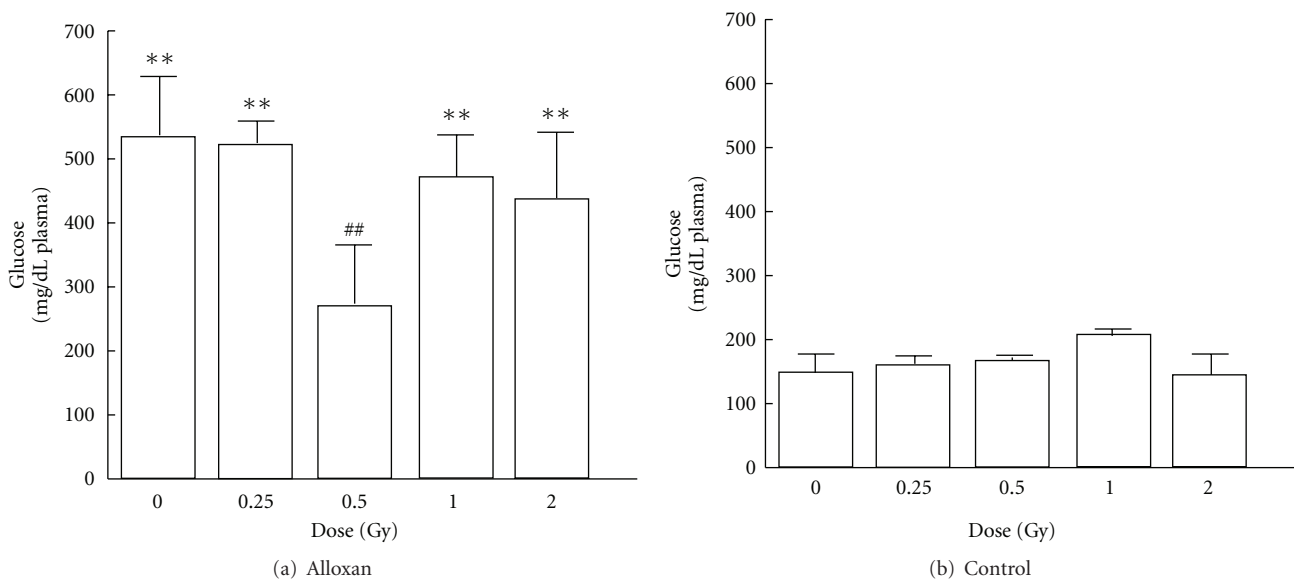 700
600
500
400
300
200
100
0
Glucose
(mg/dL plasma)
**
**
##
**
**
0 0.25 0.5 1 2
Dose (Gy)
(a) Alloxan
700
600
500
400
300
200
100
0
Glucose
(mg/dL plasma)
0 0.25 0.5 1 2
Dose (Gy)
(b) Control